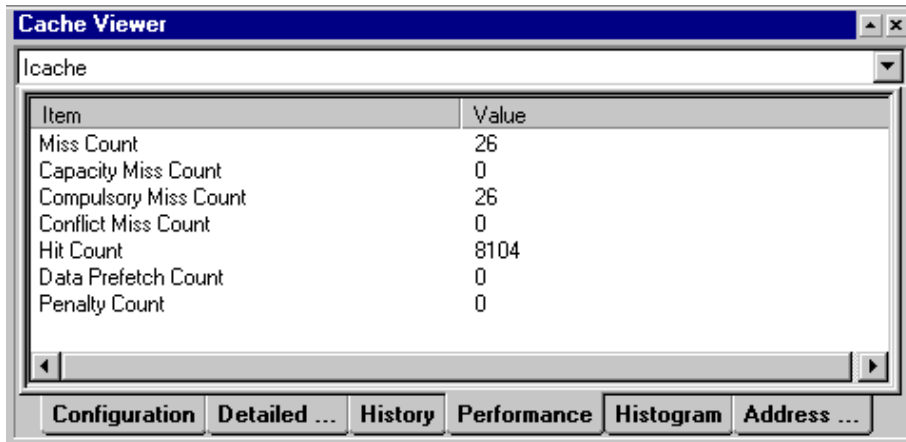 Cache Viewer
Icache
Item Value
Miss Count 26
Capacity Miss Count 0
Compulsory Miss Count 26
Conflict Miss Count 0
Hit Count 8104
Data Prefetch Count 0
Penalty Count 0
Configuration Detailed ... History Performance Histogram Address ...